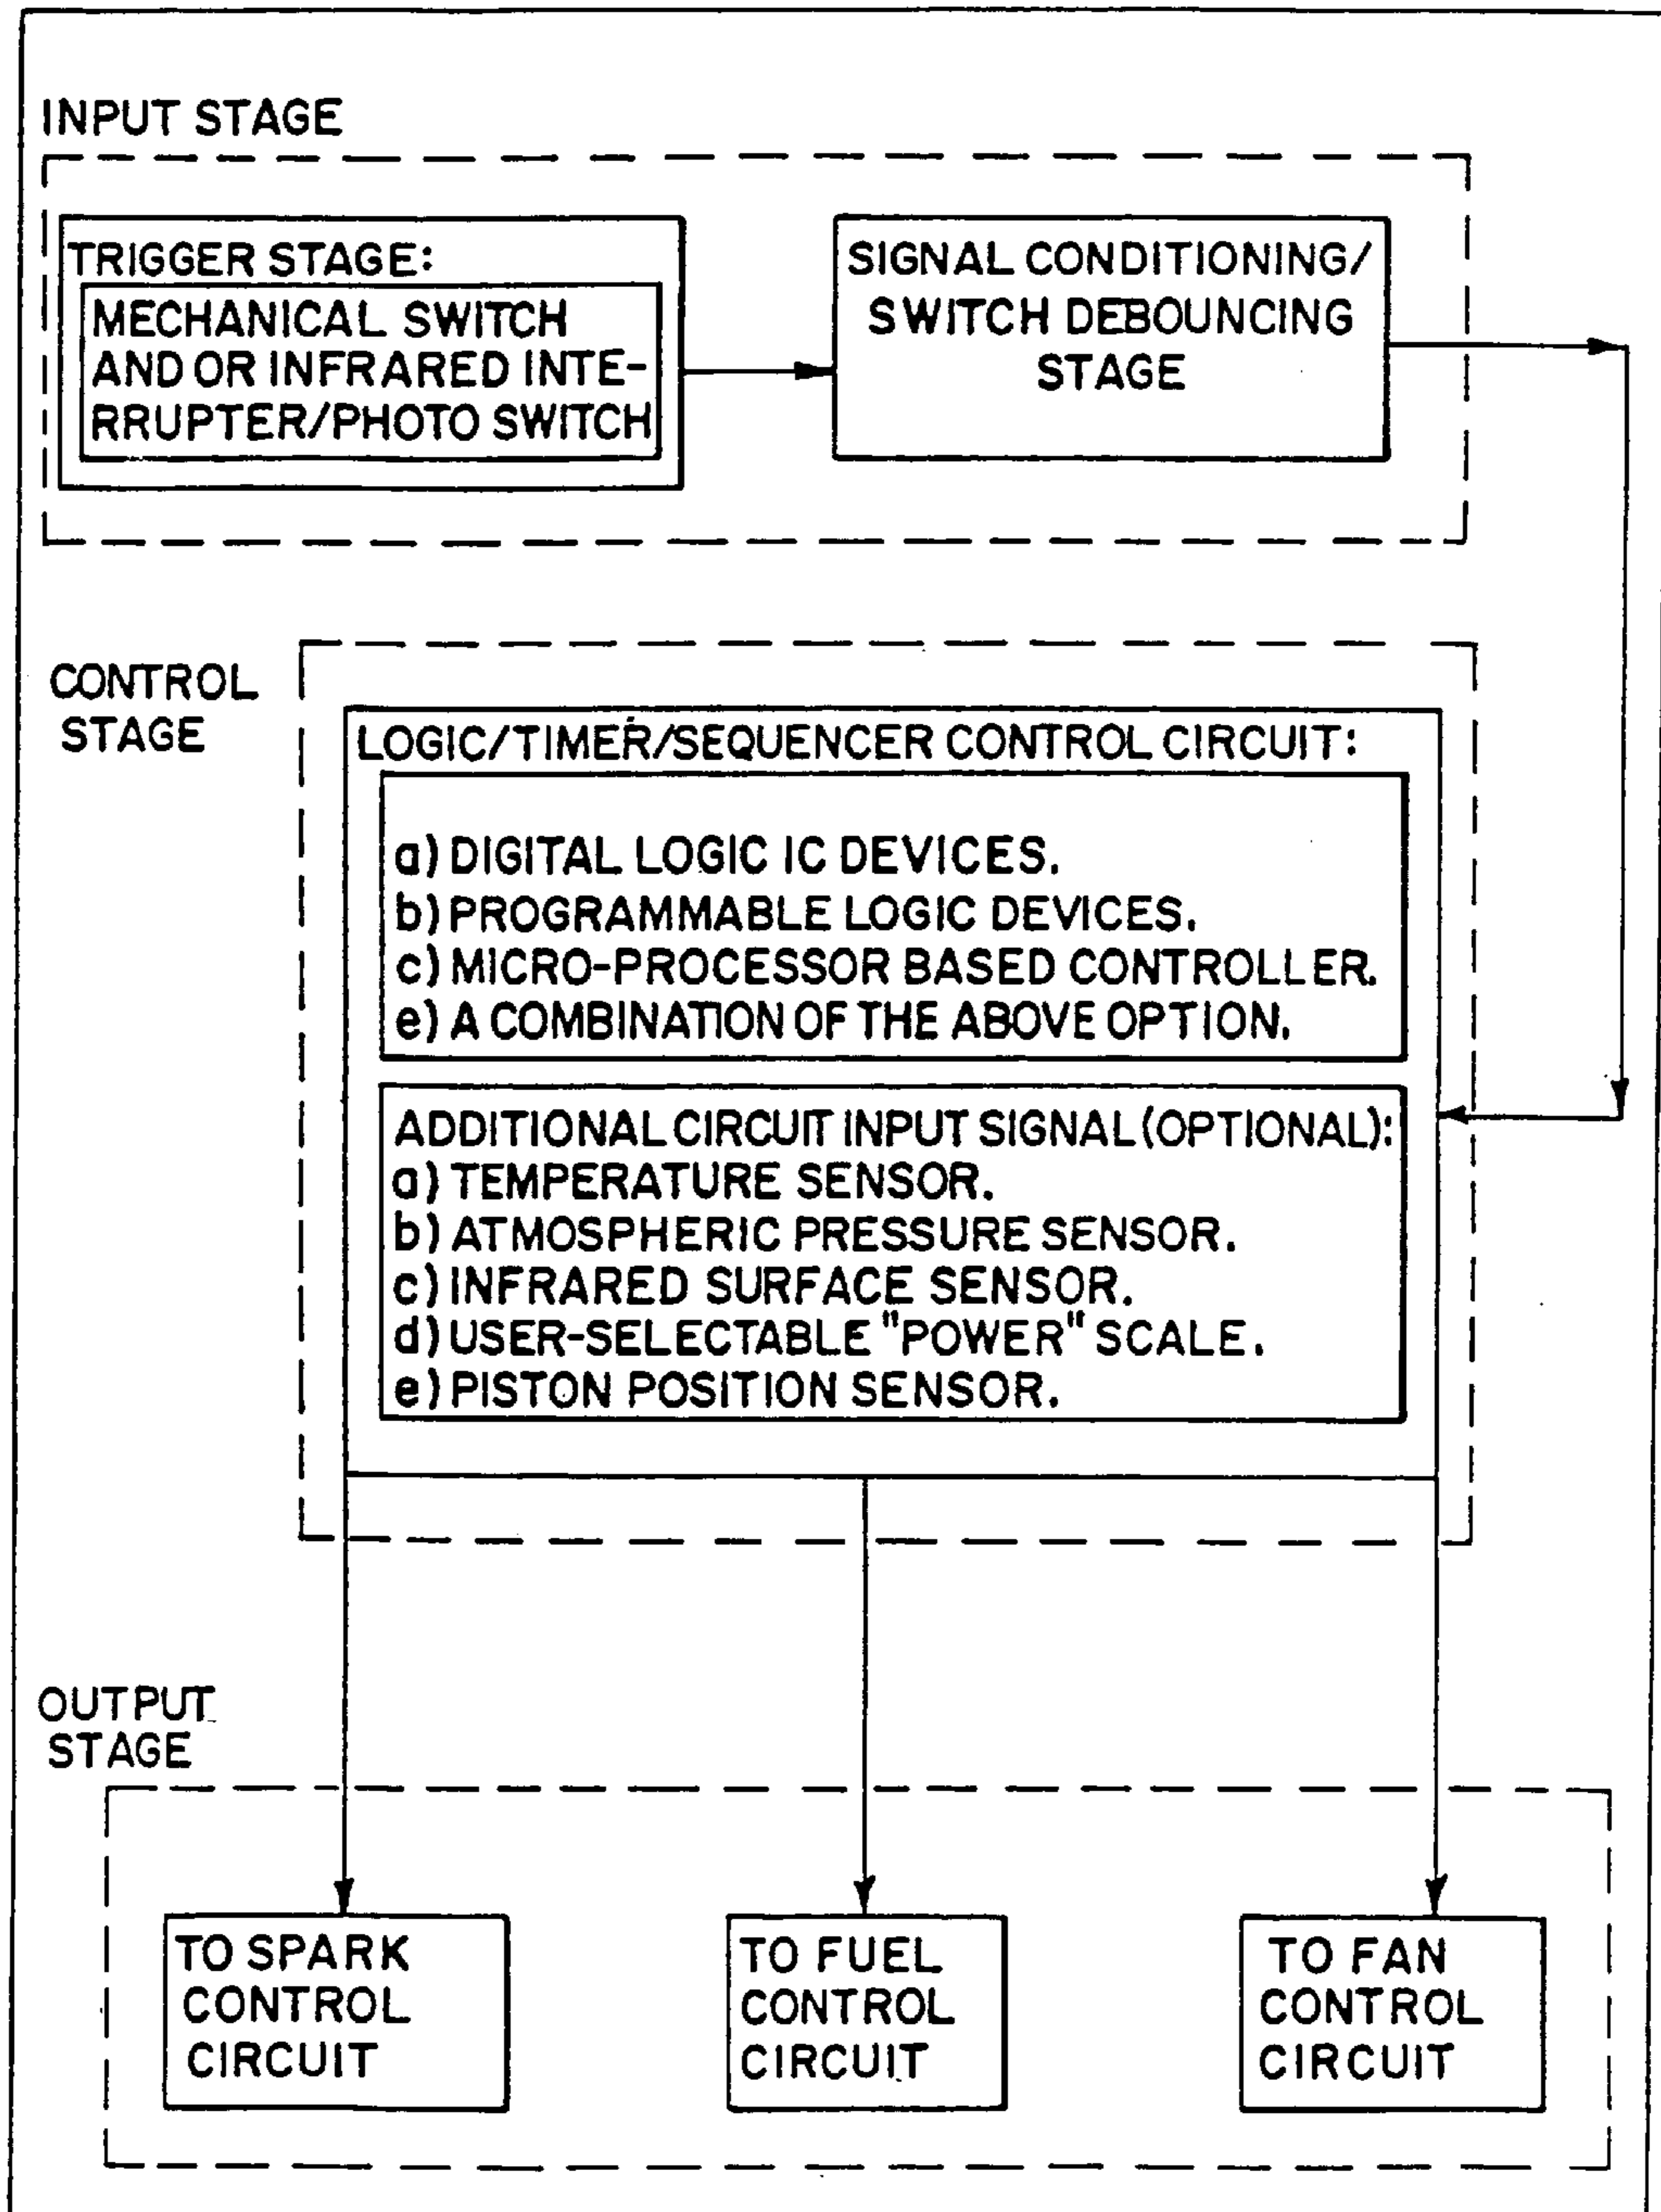 INPUT STAGE
TRIGGER STAGE:
MECHANICAL SWITCH
AND OR INFRARED INTE-
RRUPTER/PHOTO SWITCH
SIGNAL CONDITIONING/
SWITCH DEBOUNCING
STAGE
CONTROL
STAGE
LOGIC/TIMER/SEQUENCER CONTROL CIRCUIT:
a) DIGITAL LOGIC IC DEVICES.
b) PROGRAMMABLE LOGIC DEVICES.
c) MICRO-PROCESSOR BASED CONTROLLER.
e) A COMBINATION OF THE ABOVE OPTION.
ADDITIONAL CIRCUIT INPUT SIGNAL (OPTIONAL):
a) TEMPERATURE SENSOR.
b) ATMOSPHERIC PRESSURE SENSOR.
c) INFRARED SURFACE SENSOR.
d) USER-SELECTABLE "POWER" SCALE.
e) PISTON POSITION SENSOR.
OUTPUT
STAGE
TO SPARK
CONTROL
CIRCUIT
TO FUEL
CONTROL
CIRCUIT
TO FAN
CONTROL
CIRCUIT